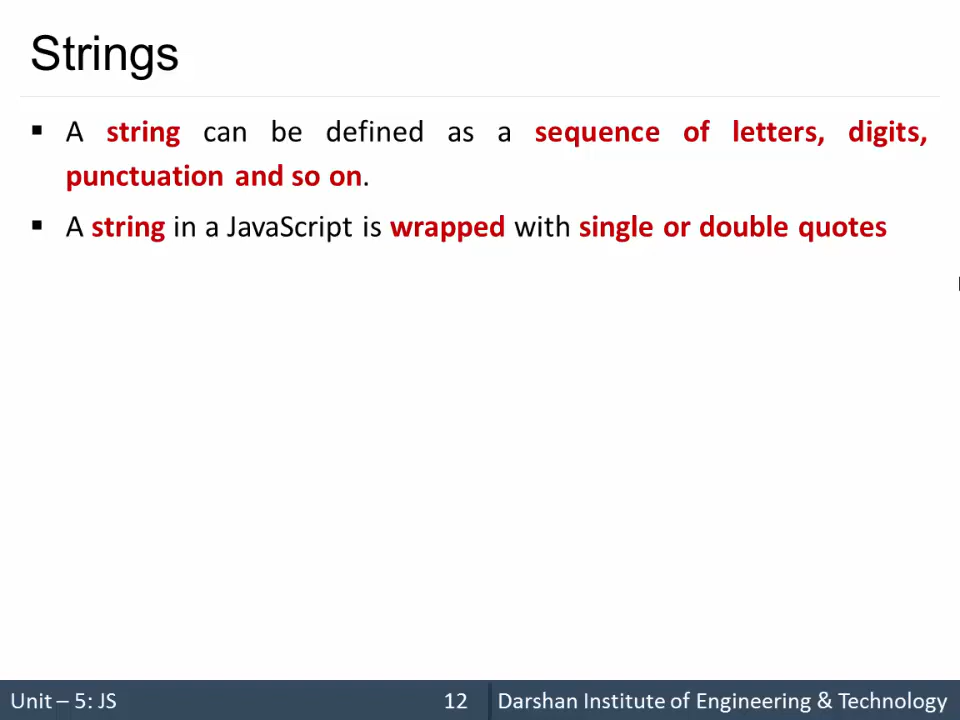 Strings
▪ A string can be defined as a sequence of letters, digits,
punctuation and so on.
▪ A string in a JavaScript is wrapped with single or double quotes
Unit – 5: JS 12 Darshan Institute of Engineering & Technology